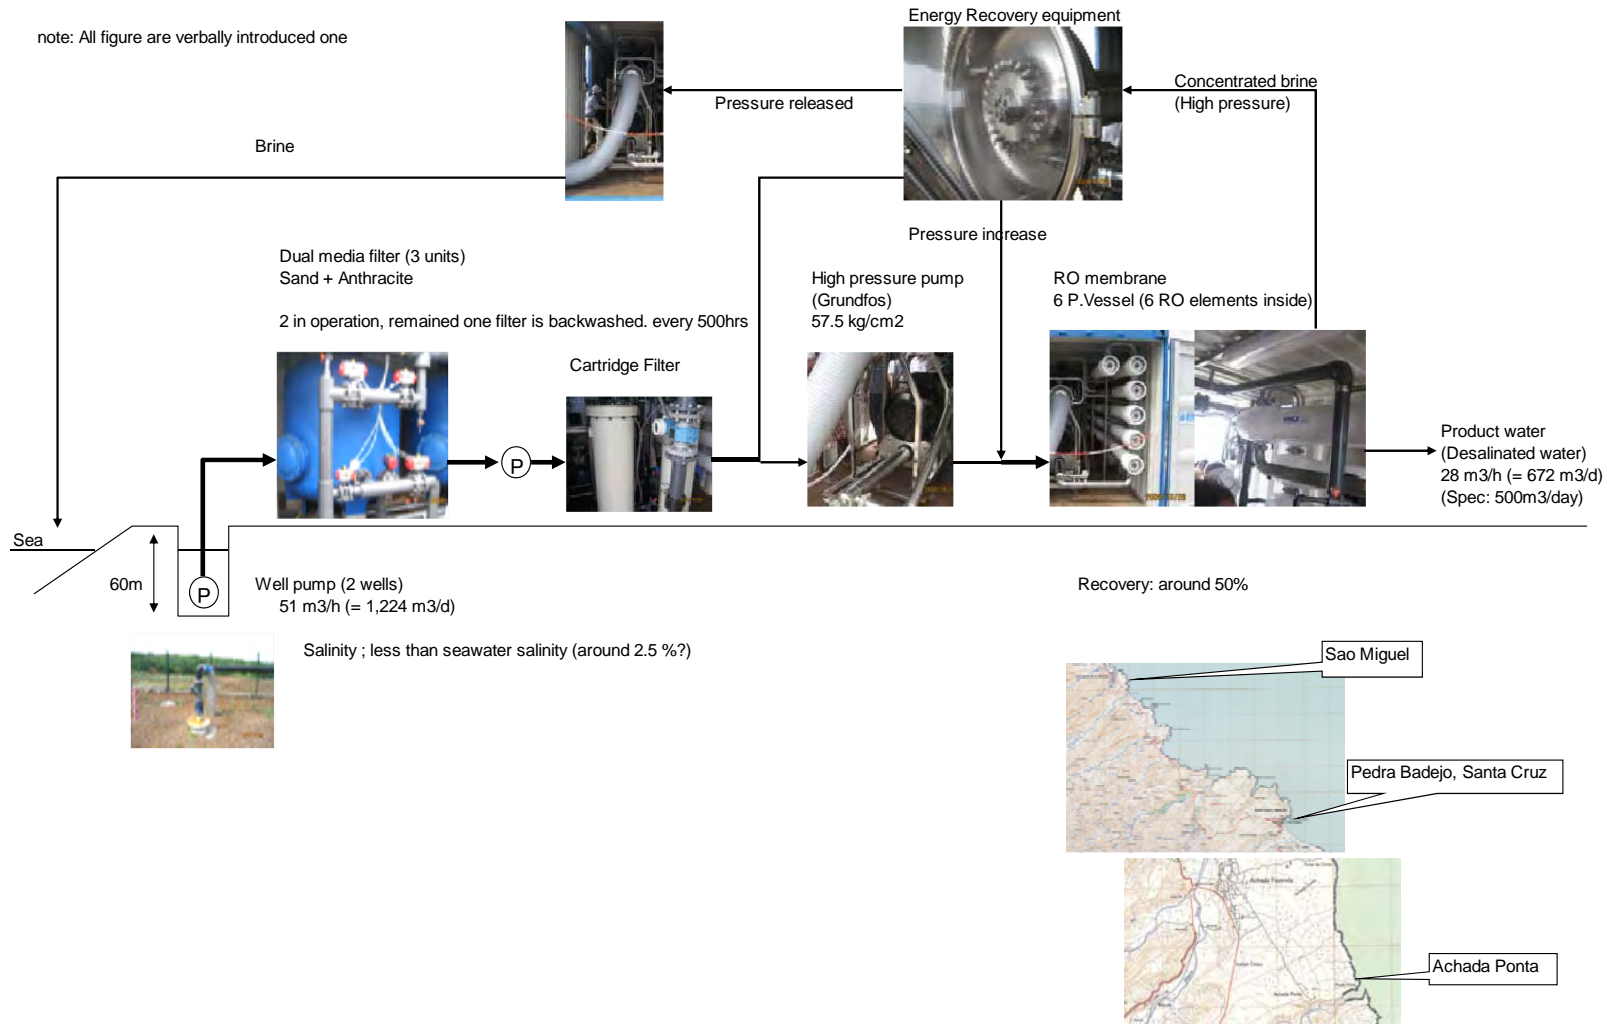 Energy Recovery equipment
note: All figure are verbally introduced one
Concentrated brine
(High pressure)
Pressure released
Brine
Pressure increase
Dual media filter (3 units)
Sand + Anthracite
2 in operation, remained one filter is backwashed. every 500hrs
High pressure pump
(Grundfos)
57.5 kg/cm2
RO membrane
6 P.Vessel (6 RO elements inside)
Cartridge Filter
P
Product water
(Desalinated water)
28 m3/h (= 672 m3/d)
(Spec: 500m3/day)
Sea
60m
P
Well pump (2 wells)
51 m3/h (= 1,224 m3/d)
Recovery: around 50%
Salinity ; less than seawater salinity (around 2.5 %?)
Sao Miguel
Pedra Badejo, Santa Cruz
Achada Fazenda
Achada Ponta